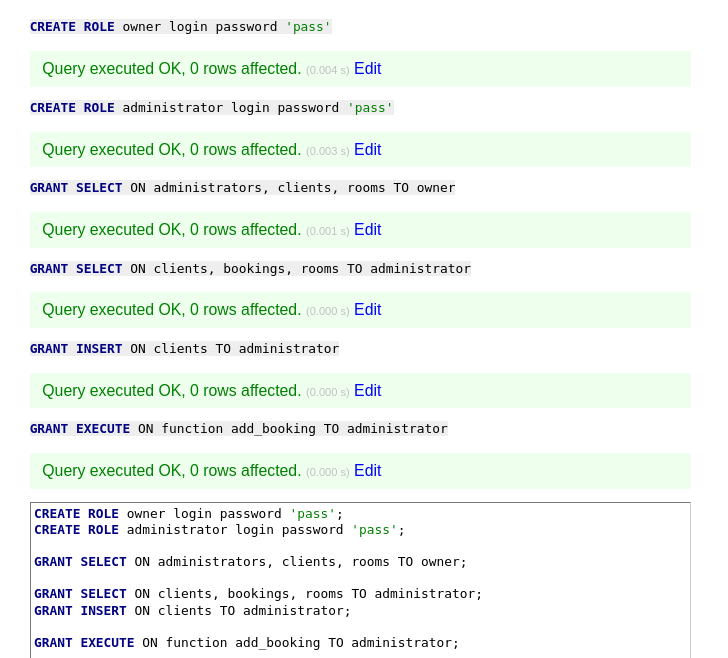 CREATE ROLE owner login password 'pass'
Query executed OK, 0 rows affected. (0.004 s) Edit
CREATE ROLE administrator login password 'pass'
Query executed OK, 0 rows affected. (0.003 s) Edit
GRANT SELECT ON administrators, clients, rooms TO owner
Query executed OK, 0 rows affected. (0.001 s) Edit
GRANT SELECT ON clients, bookings, rooms TO administrator
Query executed OK, 0 rows affected. (0.000 s) Edit
GRANT INSERT ON clients TO administrator
Query executed OK, 0 rows affected. (0.000 s) Edit
GRANT EXECUTE ON function add_booking TO administrator
Query executed OK, 0 rows affected. (0.000 s) Edit
CREATE ROLE owner login password 'pass';
CREATE ROLE administrator login password 'pass';
GRANT SELECT ON administrators, clients, rooms TO owner;
GRANT SELECT ON clients, bookings, rooms TO administrator;
GRANT INSERT ON clients TO administrator;
GRANT EXECUTE ON function add_booking TO administrator;